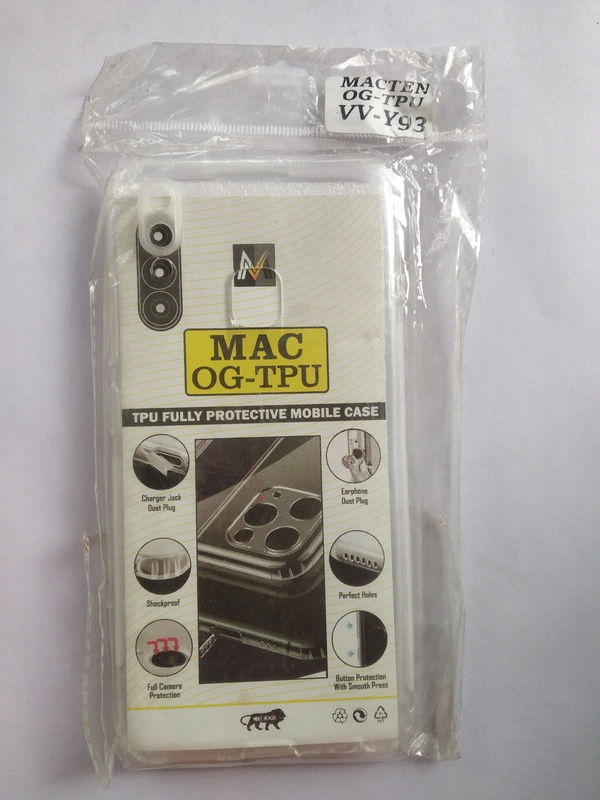 MACTEN
OG-TPU
VV-Y93
MAC
OG-TPU
TPU FULLY PROTECTIVE MOBILE CASE
Charger Jack
Dust Plug
Earphone
Dust Plug
Shockproof
Perfect Holes
Full Camera
Protection
Button Protection
With Smooth Press